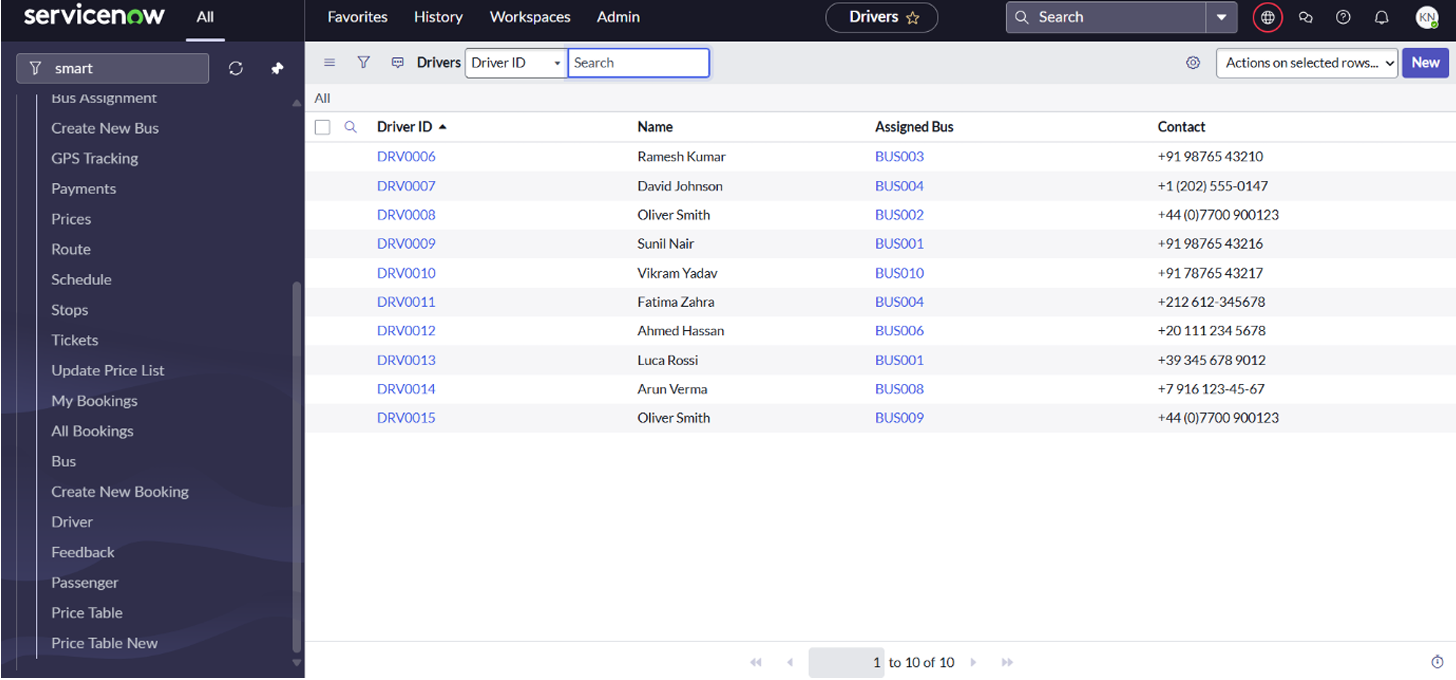 servicenow All Favorites History Workspaces Admin Drivers Search KN
smart
Drivers Driver ID Search Actions on selected rows... New
All
Bus Assignment
Create New Bus
GPS Tracking
Payments
Prices
Route
Schedule
Stops
Tickets
Update Price List
My Bookings
All Bookings
Bus
Create New Booking
Driver
Feedback
Passenger
Price Table
Price Table New
Driver ID Name Assigned Bus Contact
DRV0006 Ramesh Kumar BUS003 +91 98765 43210
DRV0007 David Johnson BUS004 +1 (202) 555-0147
DRV0008 Oliver Smith BUS002 +44 (0)7700 900123
DRV0009 Sunil Nair BUS001 +91 98765 43216
DRV0010 Vikram Yadav BUS010 +91 78765 43217
DRV0011 Fatima Zahra BUS004 +212 612-345678
DRV0012 Ahmed Hassan BUS006 +20 111 234 5678
DRV0013 Luca Rossi BUS001 +39 345 678 9012
DRV0014 Arun Verma BUS008 +7 916 123-45-67
DRV0015 Oliver Smith BUS009 +44 (0)7700 900123
1 to 10 of 10